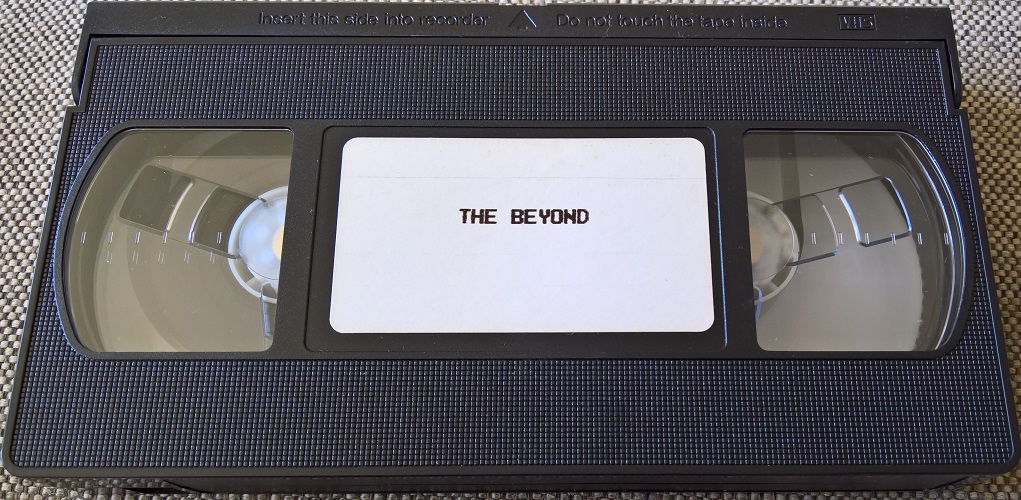 Insert this side into recorder △ Do not touch the tape inside VHS
THE BEYOND